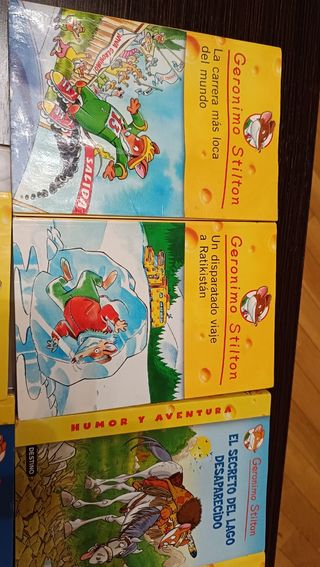 Geronimo Stilton
La carrera más loca
del mundo
SALIDA
Geronimo Stilton
Un disparatado viaje
a Ratikistán
HUMOR Y AVENTURA
Geronimo
Stilton
EL SECRETO DEL LAGO
DESAPARECIDO
DESTINO